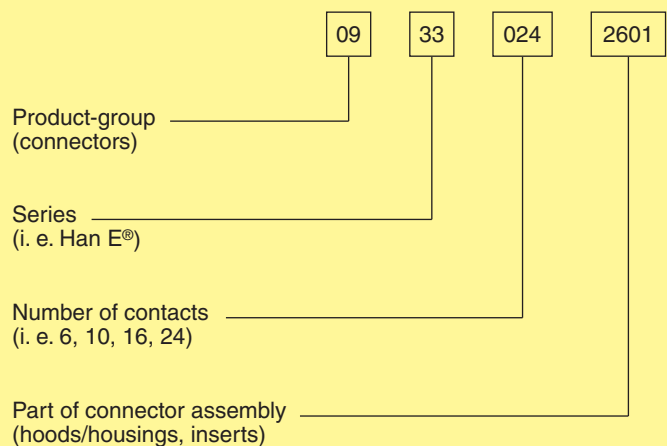 09 33 024 2601
Product-group
(connectors)
Series
(i. e. Han E®)
Number of contacts
(i. e. 6, 10, 16, 24)
Part of connector assembly
(hoods/housings, inserts)